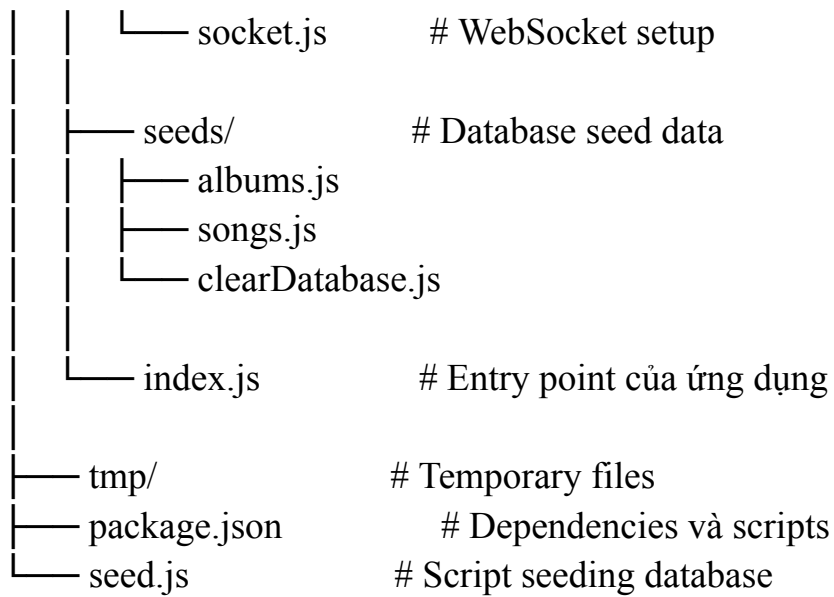 │   │   └── socket.js # WebSocket setup
│   │
│   ├── seeds/ # Database seed data
│   │   ├── albums.js
│   │   ├── songs.js
│   │   └── clearDatabase.js
│   │
│   └── index.js # Entry point của ứng dụng
│
├── tmp/ # Temporary files
├── package.json # Dependencies và scripts
└── seed.js # Script seeding database